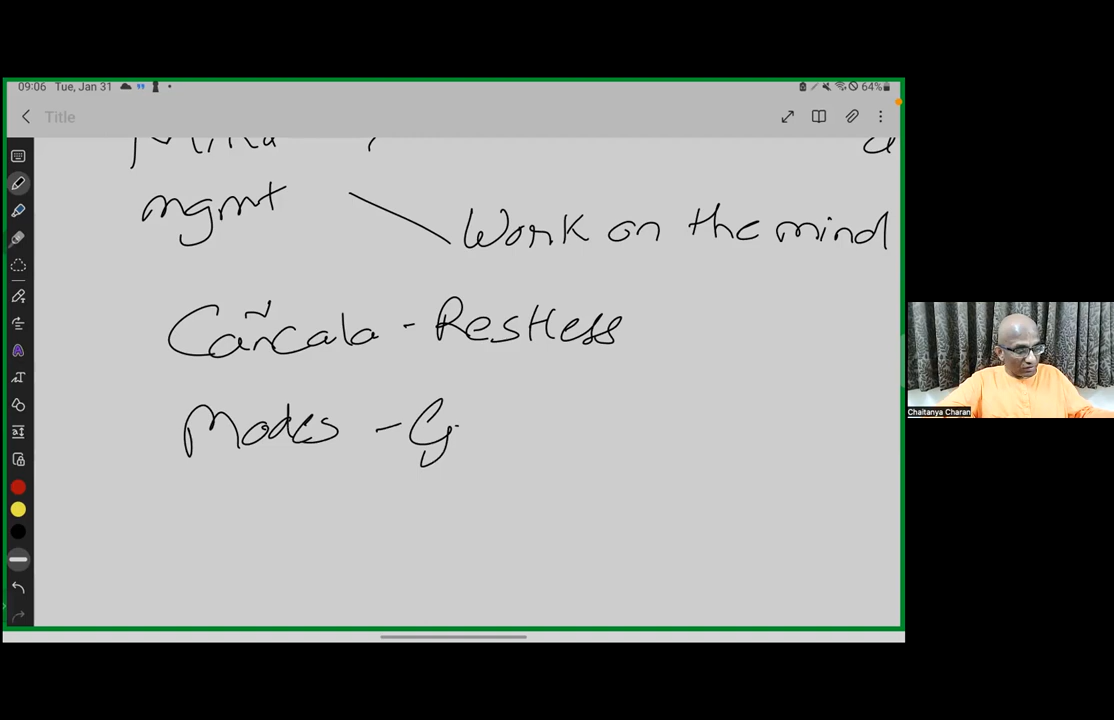 09:06 Tue, Jan 31 64%
Title
mgmt
Work on the mind
Cañcala - Restless
Modes - G
Chaitanya Charan